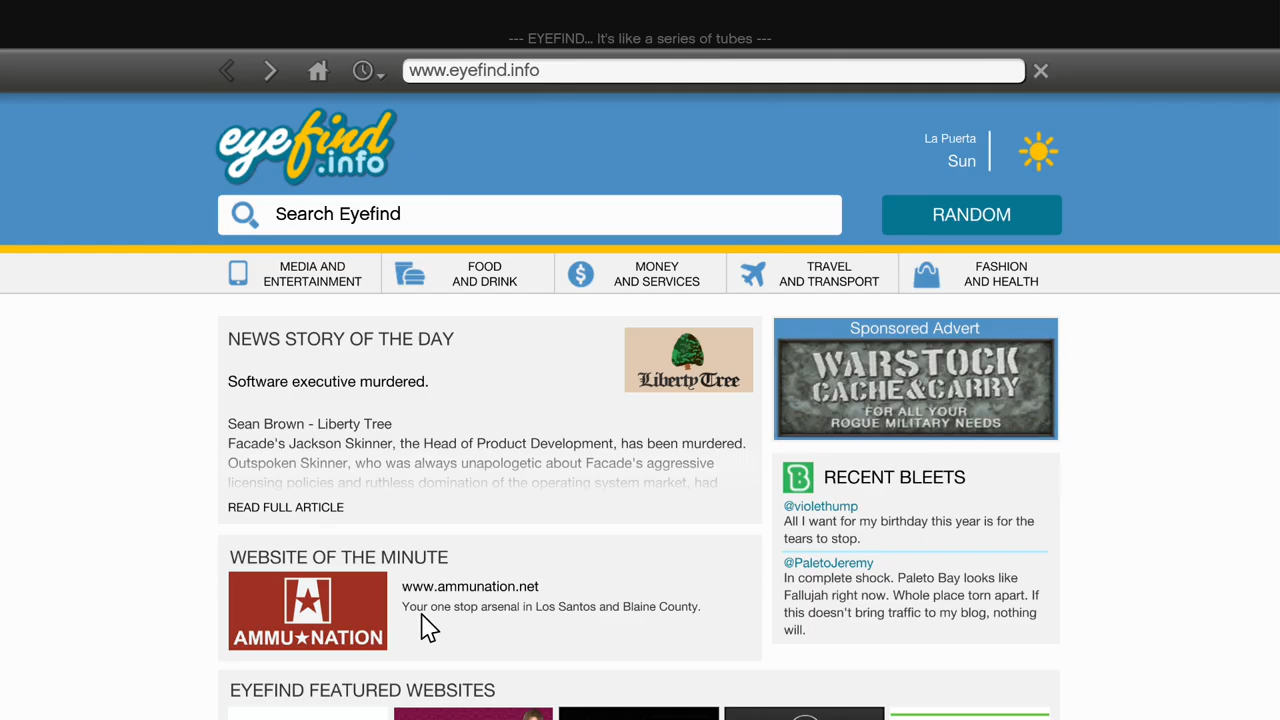 --- EYEFIND... It's like a series of tubes ---
www.eyefind.info
eyefind
.info
La Puerta
Sun
Search Eyefind
RANDOM
MEDIA AND
ENTERTAINMENT
FOOD
AND DRINK
MONEY
AND SERVICES
TRAVEL
AND TRANSPORT
FASHION
AND HEALTH
NEWS STORY OF THE DAY
Liberty Tree
Software executive murdered.
Sean Brown - Liberty Tree
Facade's Jackson Skinner, the Head of Product Development, has been murdered.
Outspoken Skinner, who was always unapologetic about Facade's aggressive
licensing policies and ruthless domination of the operating system market, had
READ FULL ARTICLE
Sponsored Advert
WARSTOCK
CACHE&CARRY
FOR ALL YOUR
ROGUE MILITARY NEEDS
RECENT BLEETS
@violethump
All I want for my birthday this year is for the
tears to stop.
@PaletoJeremy
In complete shock. Paleto Bay looks like
Fallujah right now. Whole place torn apart. If
this doesn't bring traffic to my blog, nothing
will.
WEBSITE OF THE MINUTE
AMMU★NATION
www.ammunation.net
Your one stop arsenal in Los Santos and Blaine County.
EYEFIND FEATURED WEBSITES